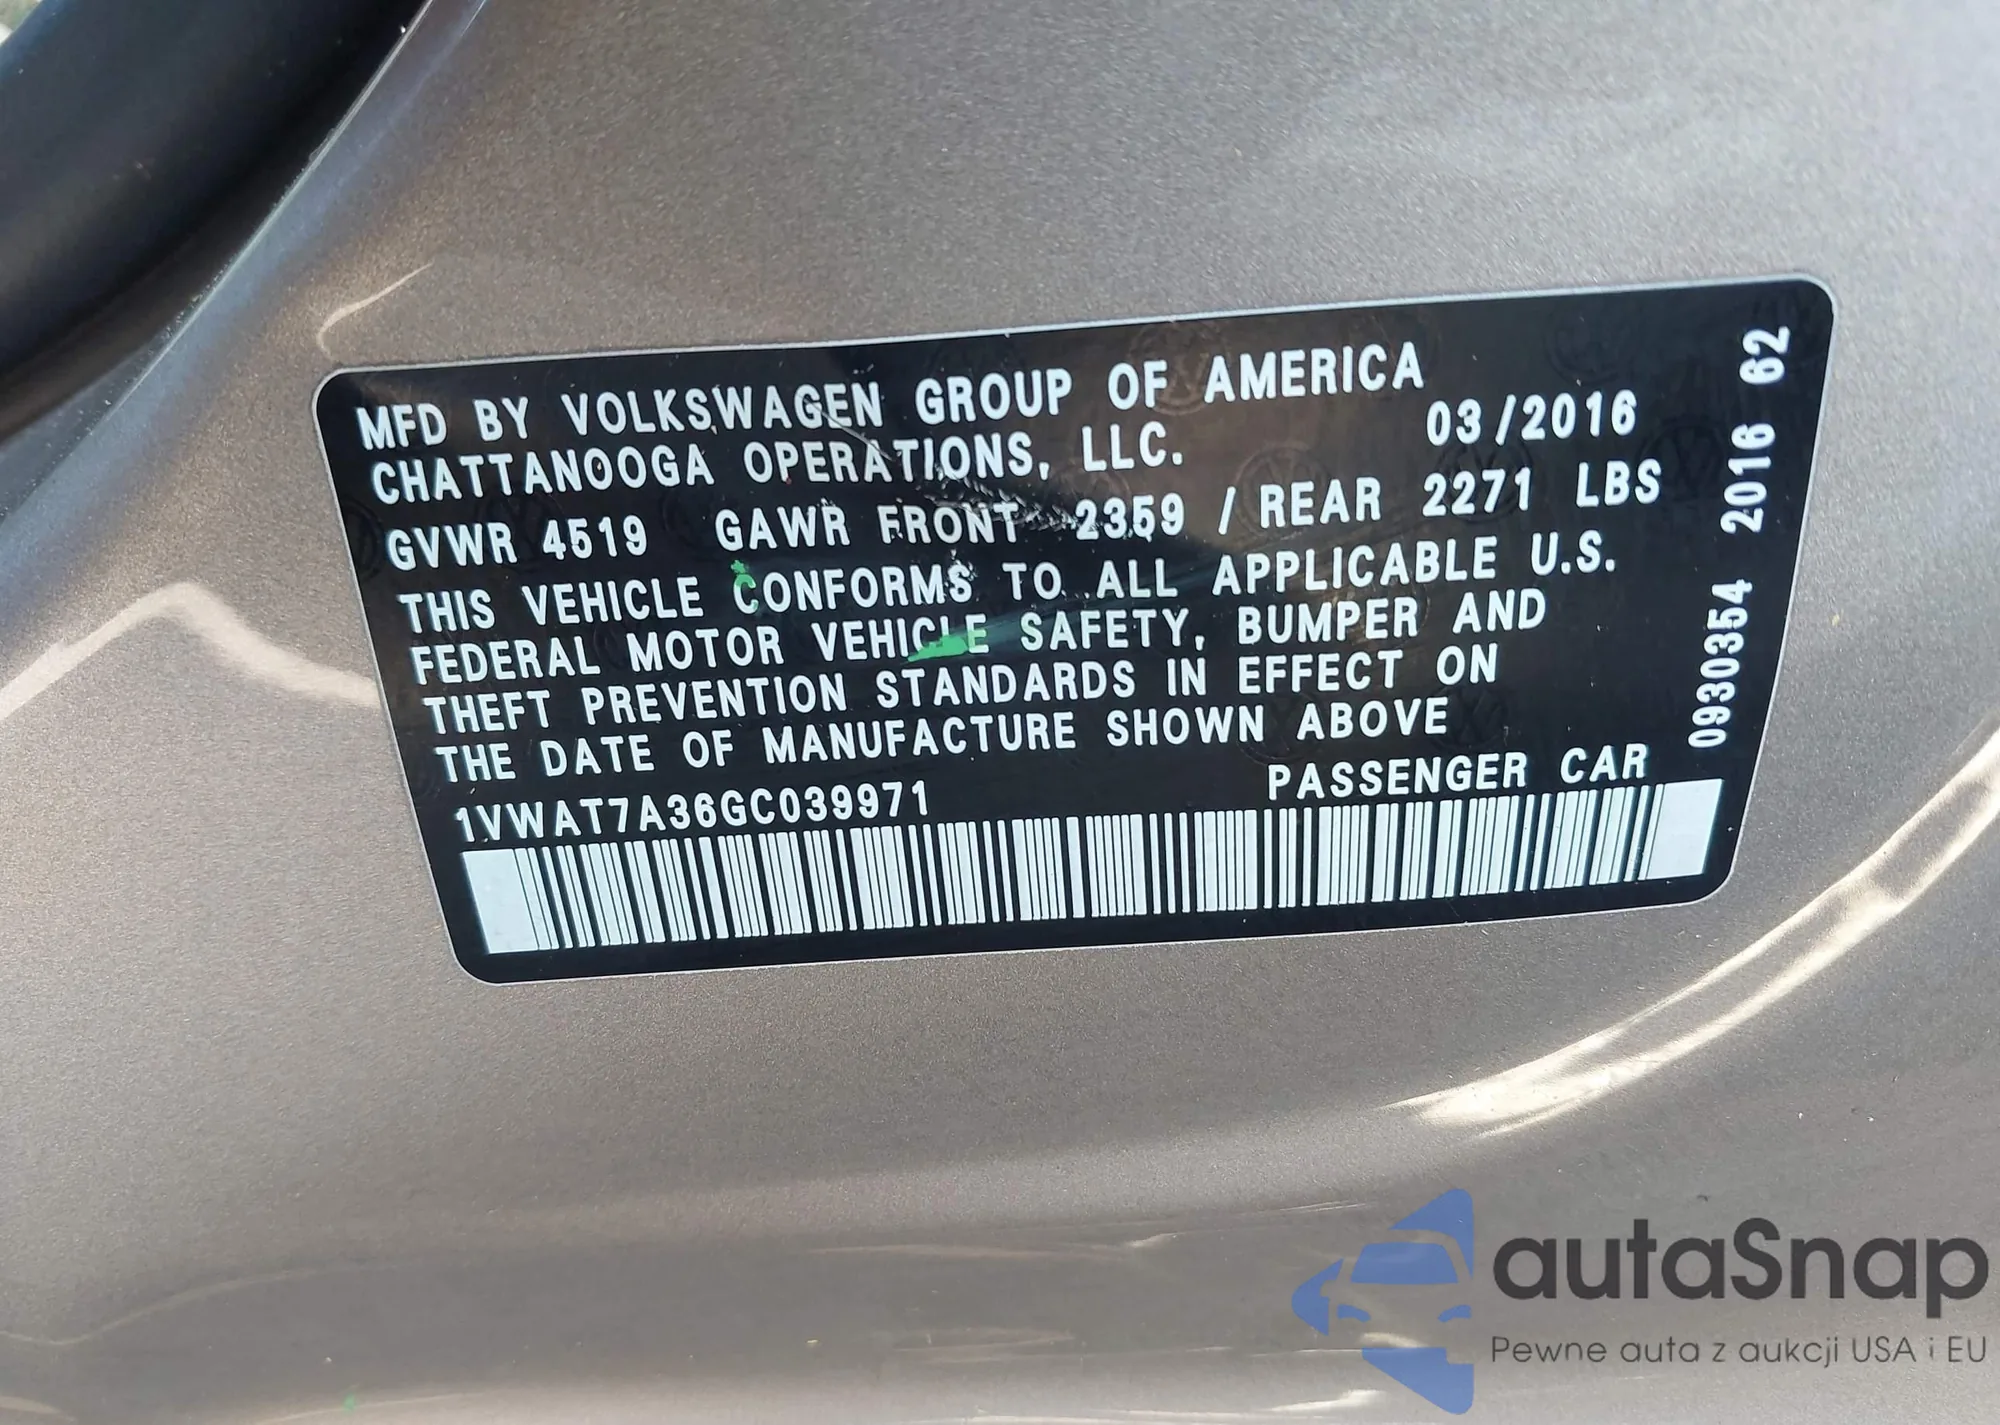 MFD BY VOLKSWAGEN GROUP OF AMERICA
CHATTANOOGA OPERATIONS, LLC.
03/2016
GVWR 4519 GAWR FRONT 2359 / REAR 2271 LBS
THIS VEHICLE CONFORMS TO ALL APPLICABLE U.S.
FEDERAL MOTOR VEHICLE SAFETY, BUMPER AND
THEFT PREVENTION STANDARDS IN EFFECT ON
THE DATE OF MANUFACTURE SHOWN ABOVE
1VWAT7A36GC039971 PASSENGER CAR
0930354 2016 62
autaSnap
Pewne auta z aukcji USA i EU